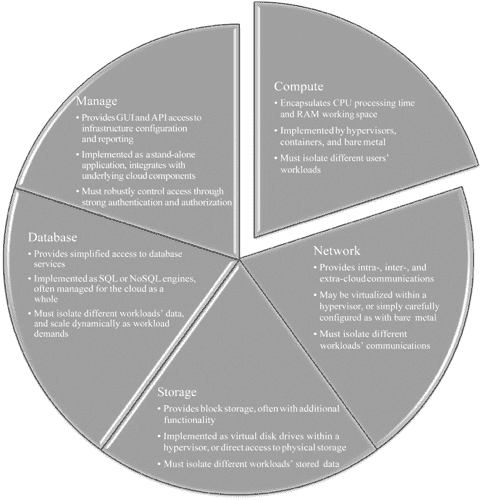 Compute
• Encapsulates CPU processing time
and RAM working space
• Implemented by hypervisors,
containers, and bare metal
• Must isolate different users’
workloads
Network
• Provides intra-, inter-, and
extra-cloud communications
• May be virtualized within a
hypervisor, or simply carefully
configured as with bare metal
• Must isolate different
workloads’ communications
Storage
• Provides block storage, often with additional
functionality
• Implemented as virtual disk drives within a
hypervisor, or direct access to physical storage
• Must isolate different workloads’ stored data
Database
• Provides simplified access to database
services
• Implemented as SQL or NoSQL engines,
often managed for the cloud as a
whole
• Must isolate different workloads’ data,
and scale dynamically as workload
demands
Manage
• Provides GUI and API access to
infrastructure configuration
and reporting
• Implemented as a stand-alone
application, integrates with
underlying cloud components
• Must robustly control access through
strong authentication and authorization